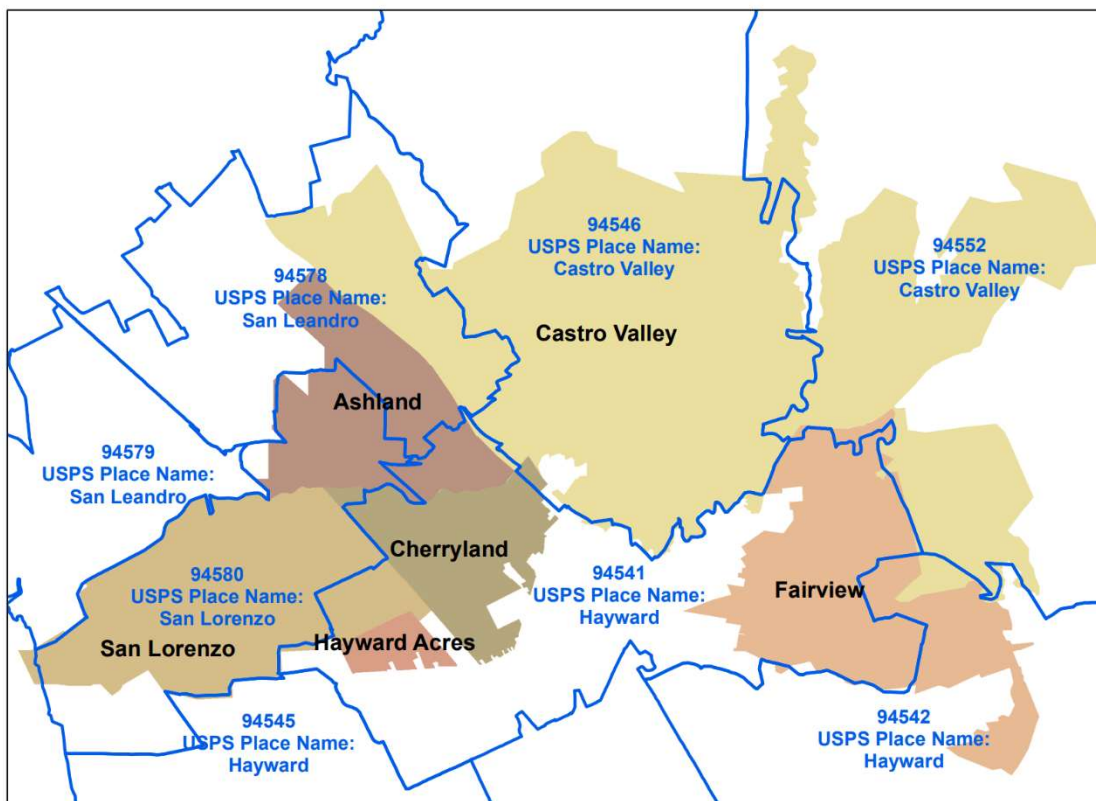 94546
USPS Place Name:
Castro Valley
94552
USPS Place Name:
Castro Valley
94578
USPS Place Name:
San Leandro
Castro Valley
Ashland
94579
USPS Place Name:
San Leandro
Cherryland
94580
USPS Place Name:
San Lorenzo
San Lorenzo
Hayward Acres
94541
USPS Place Name:
Hayward
Fairview
94545
USPS Place Name:
Hayward
94542
USPS Place Name:
Hayward